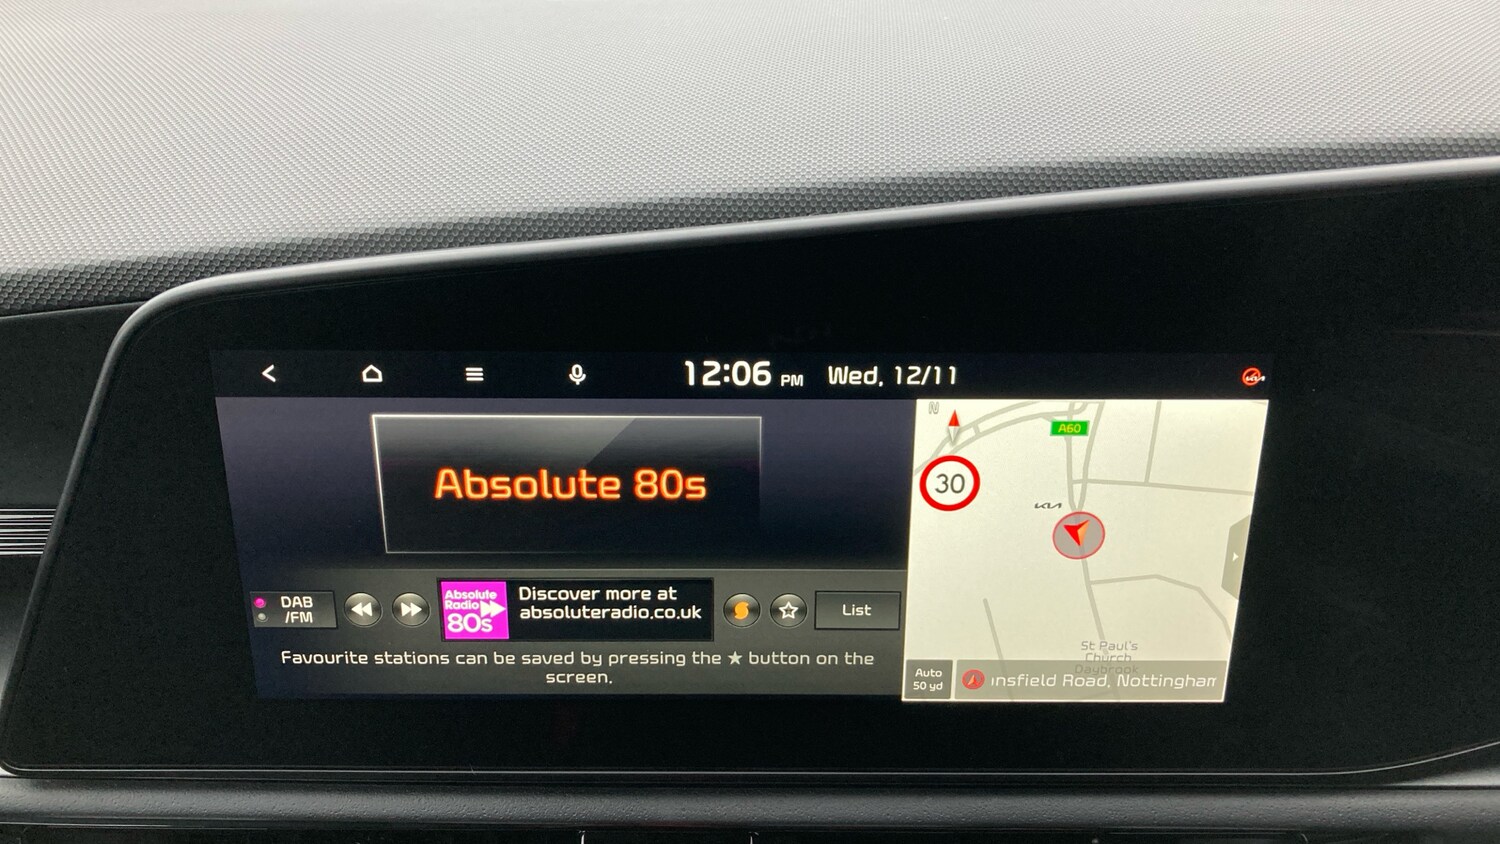 12:06 PM Wed, 12/11
Absolute 80s
DAB
/FM
Absolute
Radio
80s
Discover more at
absoluteradio.co.uk
List
Favourite stations can be saved by pressing the ★ button on the
screen.
N
A60
30
KIA
St Paul's
Church
Daybrook
Auto
50 yd
insfield Road, Nottingham